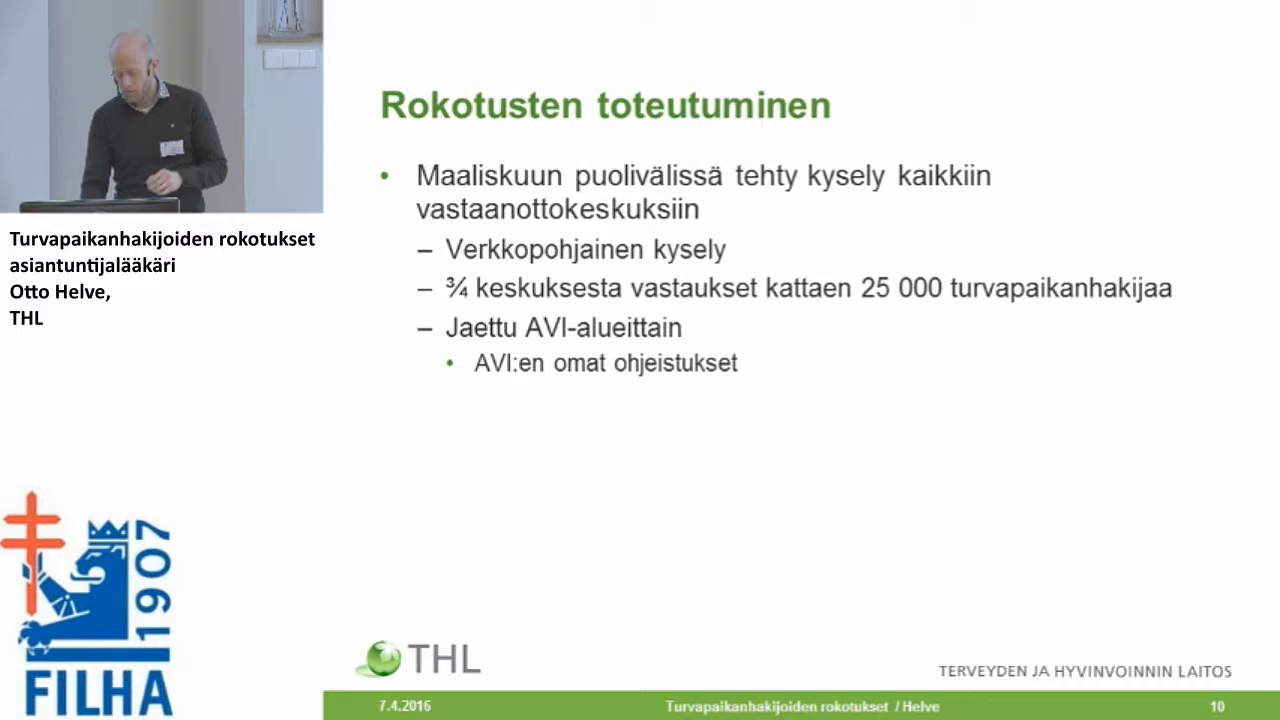 Turvapaikanhakijoiden rokotukset
asiantuntijalääkäri
Otto Helve,
THL
Rokotusten toteutuminen
• Maaliskuun puolivälissä tehty kysely kaikkiin
vastaanottokeskuksiin
– Verkkopohjainen kysely
– ¾ keskuksesta vastaukset kattaen 25 000 turvapaikanhakijaa
– Jaettu AVI-alueittain
• AVI:en omat ohjeistukset
1907
FILHA
THL
TERVEYDEN JA HYVINVOINNIN LAITOS
7.4.2016 Turvapaikanhakijoiden rokotukset / Helve 10